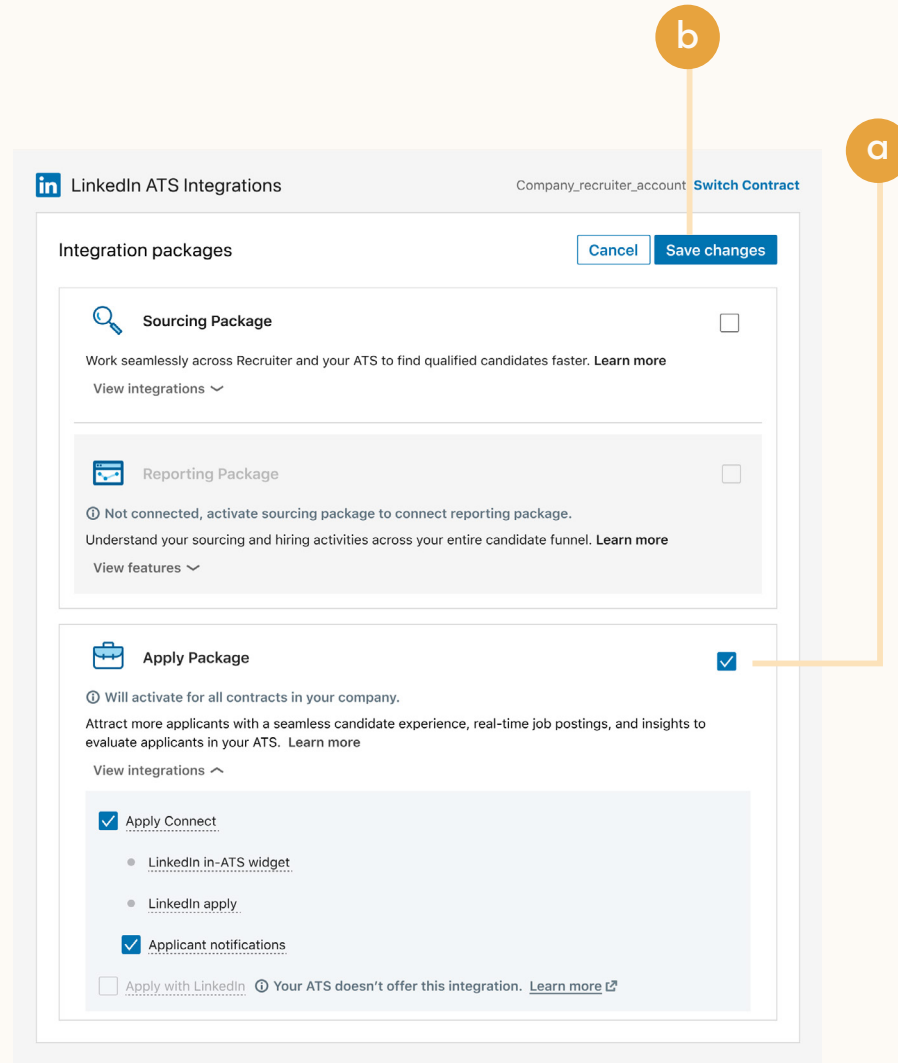 b
a
in LinkedIn ATS Integrations
Company_recruiter_account Switch Contract
Integration packages
Cancel
Save changes
Sourcing Package
Work seamlessly across Recruiter and your ATS to find qualified candidates faster. Learn more
View integrations
Reporting Package
Not connected, activate sourcing package to connect reporting package.
Understand your sourcing and hiring activities across your entire candidate funnel. Learn more
View features
Apply Package
Will activate for all contracts in your company.
Attract more applicants with a seamless candidate experience, real-time job postings, and insights to
evaluate applicants in your ATS. Learn more
View integrations
Apply Connect
LinkedIn in-ATS widget
LinkedIn apply
Applicant notifications
Apply with LinkedIn Your ATS doesn’t offer this integration. Learn more